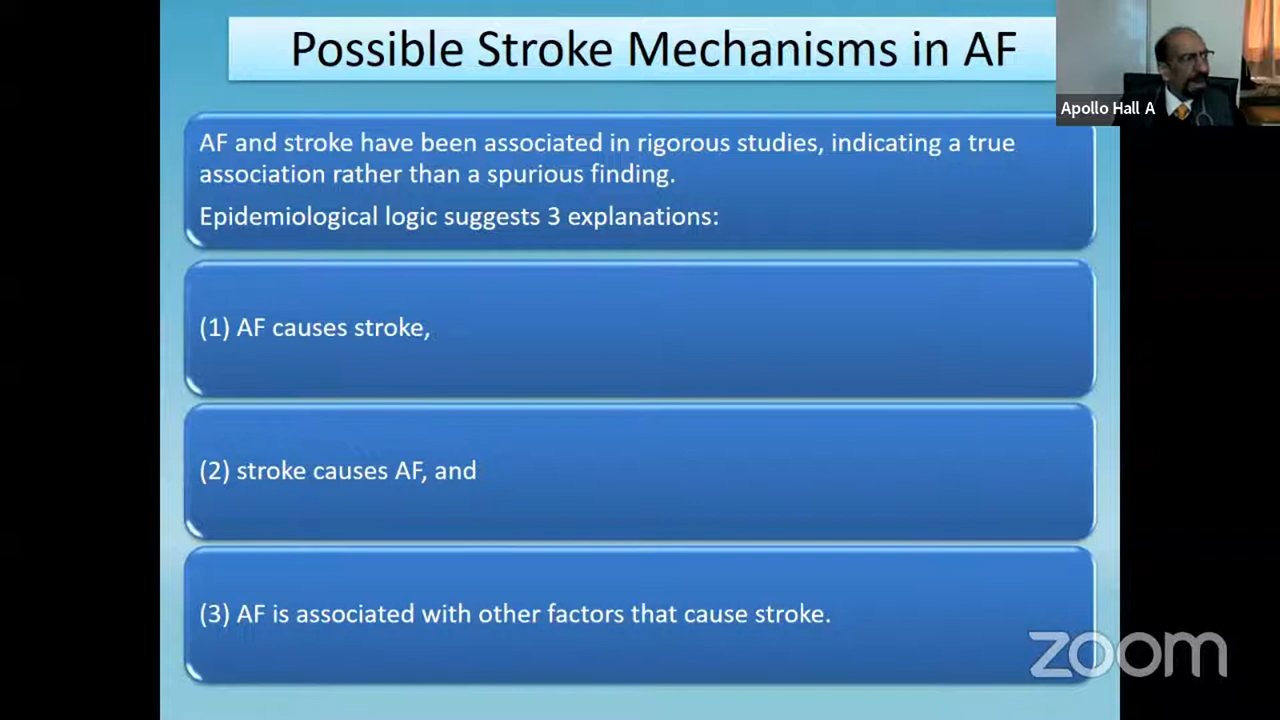 Possible Stroke Mechanisms in AF
Apollo Hall A
AF and stroke have been associated in rigorous studies, indicating a true
association rather than a spurious finding.
Epidemiological logic suggests 3 explanations:
(1) AF causes stroke,
(2) stroke causes AF, and
(3) AF is associated with other factors that cause stroke.
zoom